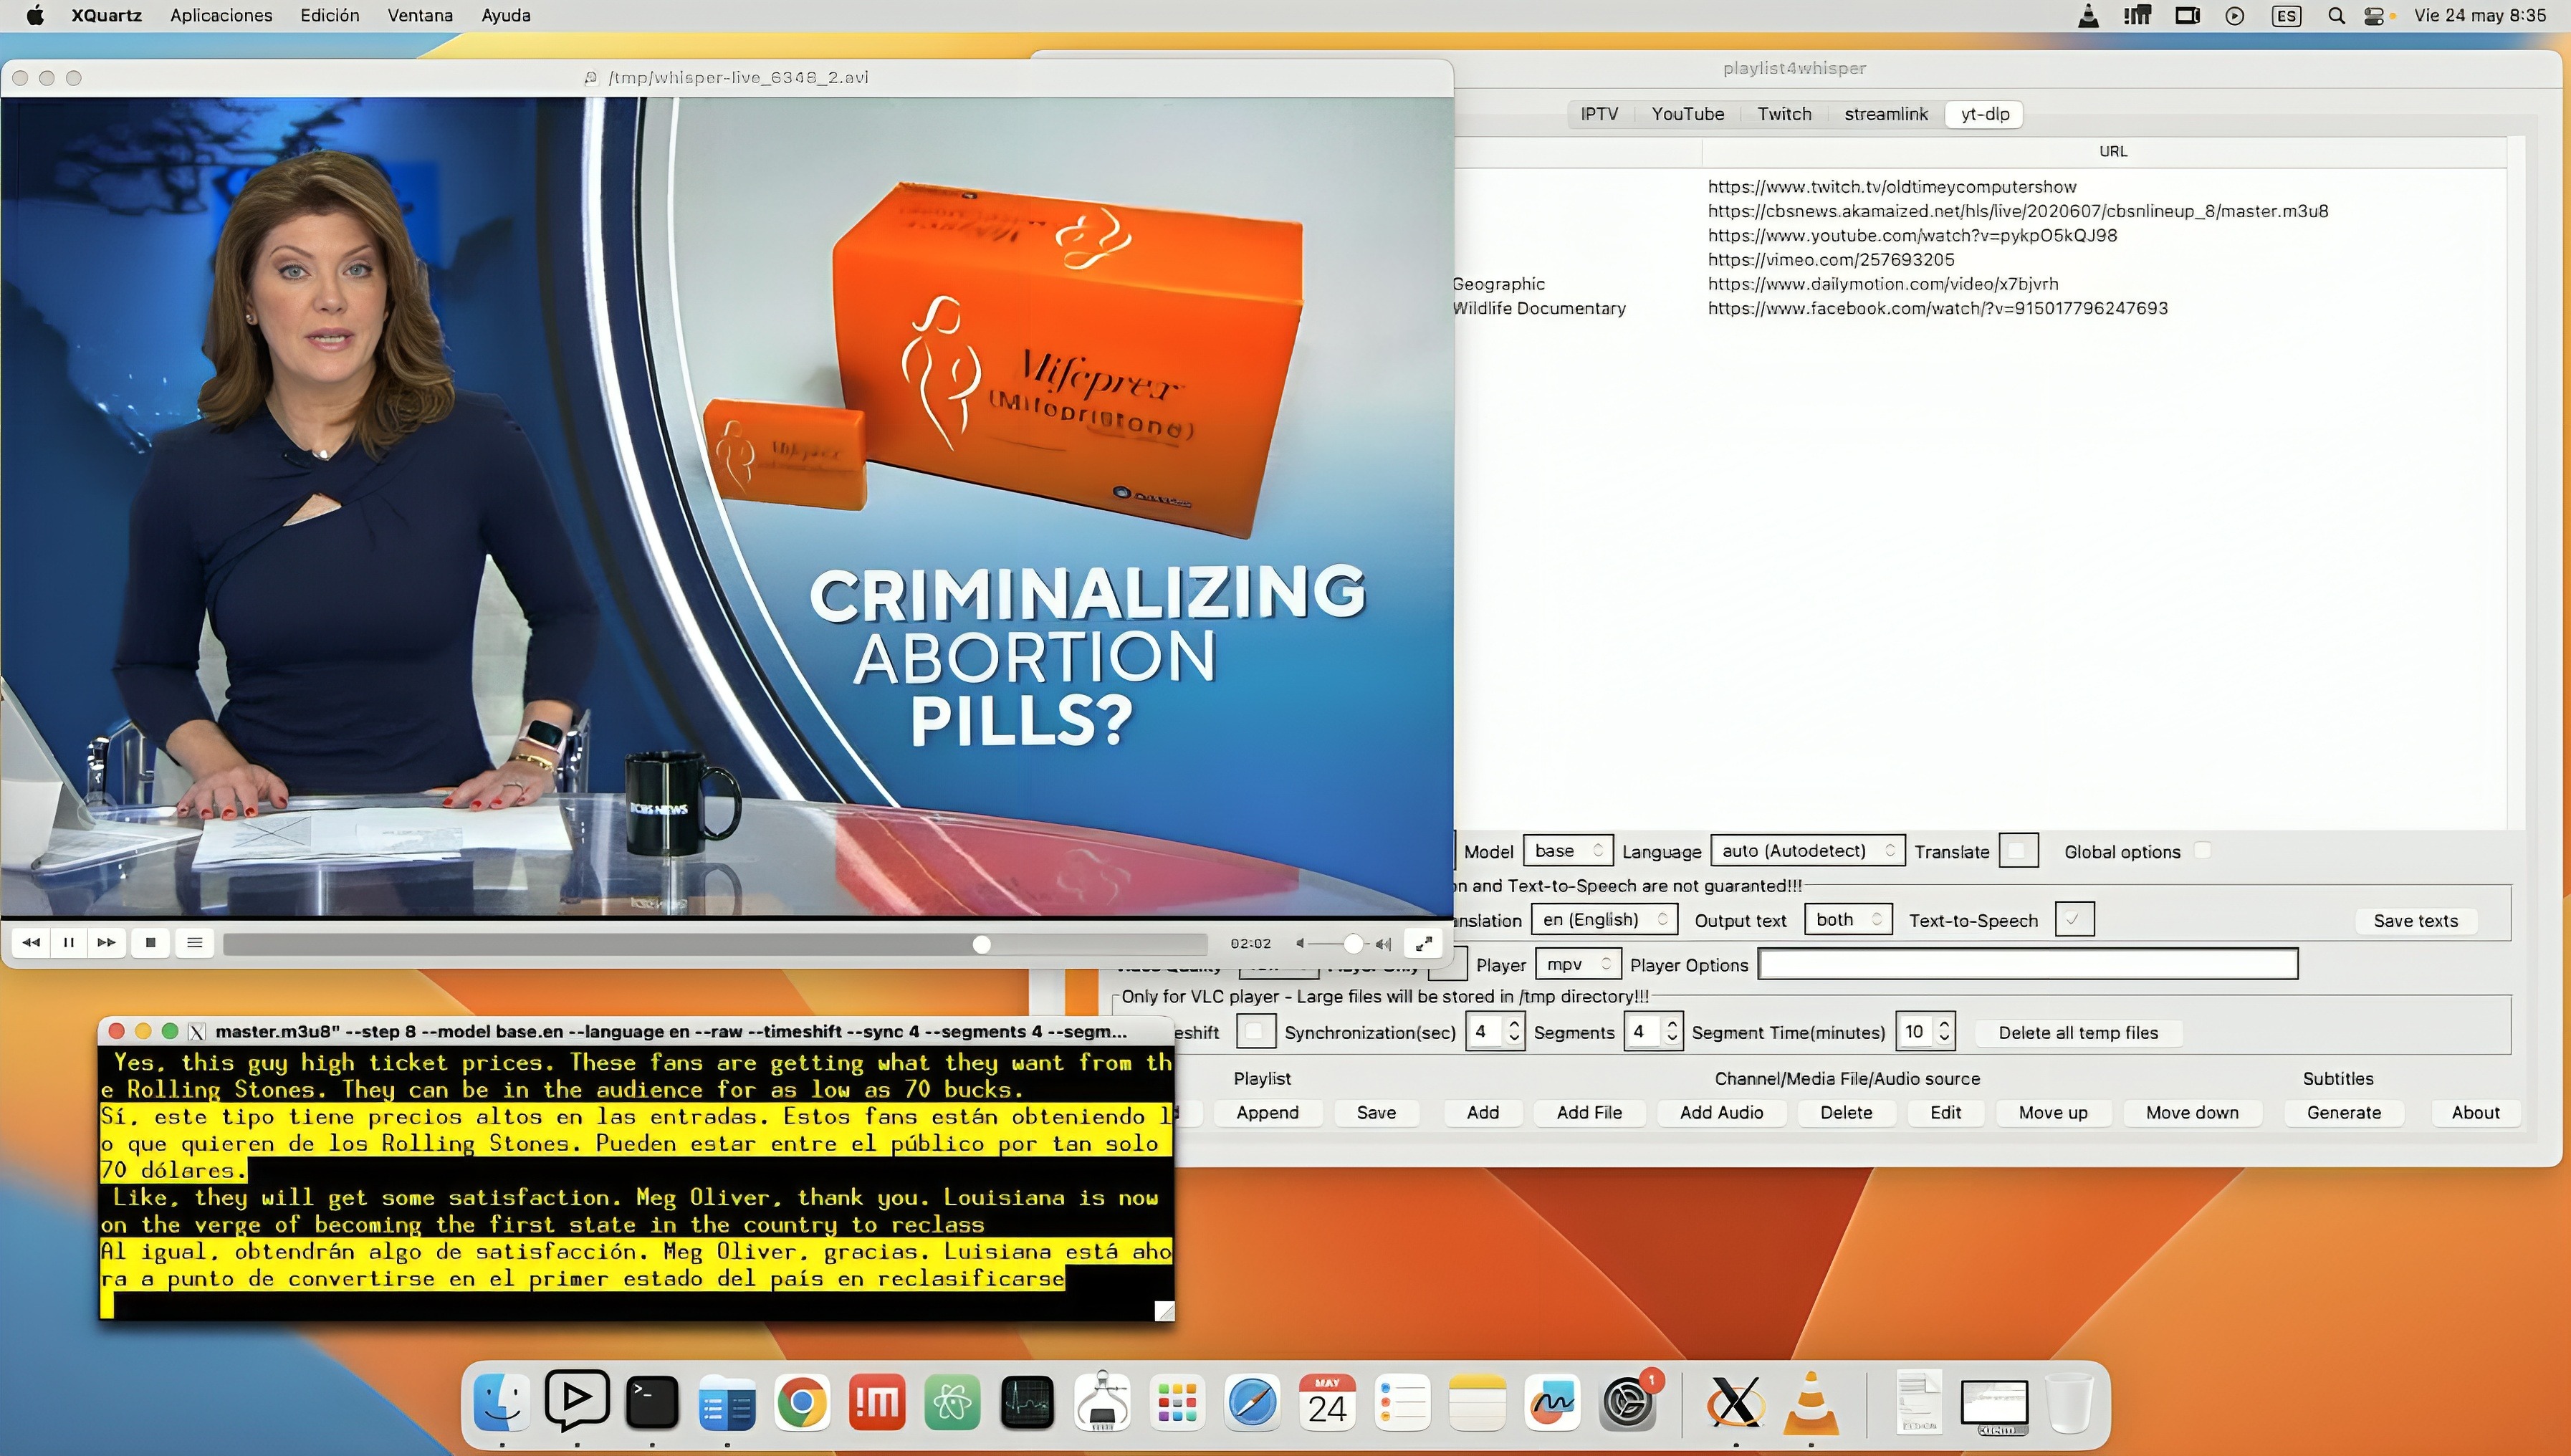 XQuartz Aplicaciones Edición Ventana Ayuda
ES
Vie 24 may 8:35
/tmp/whisper-live_6348_2.avi
Mifeprex
CRIMINALIZING
ABORTION
PILLS?
CBS NEWS
02:02
playlist4whisper
IPTV YouTube Twitch streamlink yt-dlp
URL
https://www.twitch.tv/oldtimeycomputershow
https://cbsnews.akamaized.net/hls/live/2020607/cbsnlineup_8/master.m3u8
https://www.youtube.com/watch?v=pykpO5kQJ98
https://vimeo.com/257693205
Geographic https://www.dailymotion.com/video/x7bjvrh
Wildlife Documentary https://www.facebook.com/watch/?v=915017796247693
Model base Language auto (Autodetect) Translate Global options
and Text-to-Speech are not guaranted!!!
en (English) Output text both Text-to-Speech Save texts
Player mpv Player Options
Only for VLC player - Large files will be stored in /tmp directory!!!
Synchronization(sec) 4 Segments 4 Segment Time(minutes) 10 Delete all temp files
Playlist Channel/Media File/Audio source Subtitles
Append Save Add Add File Add Audio Delete Edit Move up Move down Generate About
master.m3u8" --step 8 --model base.en --language en --raw --timeshift --sync 4 --segments 4 --segm...
Yes, this guy high ticket prices. These fans are getting what they want from th
e Rolling Stones. They can be in the audience for as low as 70 bucks.
Sí, este tipo tiene precios altos en las entradas. Estos fans están obteniendo l
o que quieren de los Rolling Stones. Pueden estar entre el público por tan solo
70 dólares.
Like, they will get some satisfaction. Meg Oliver, thank you. Louisiana is now
on the verge of becoming the first state in the country to reclass
Al igual, obtendrán algo de satisfacción. Meg Oliver, gracias. Luisiana está aho
ra a punto de convertirse en el primer estado del país en reclasificarse
MAY
24
1